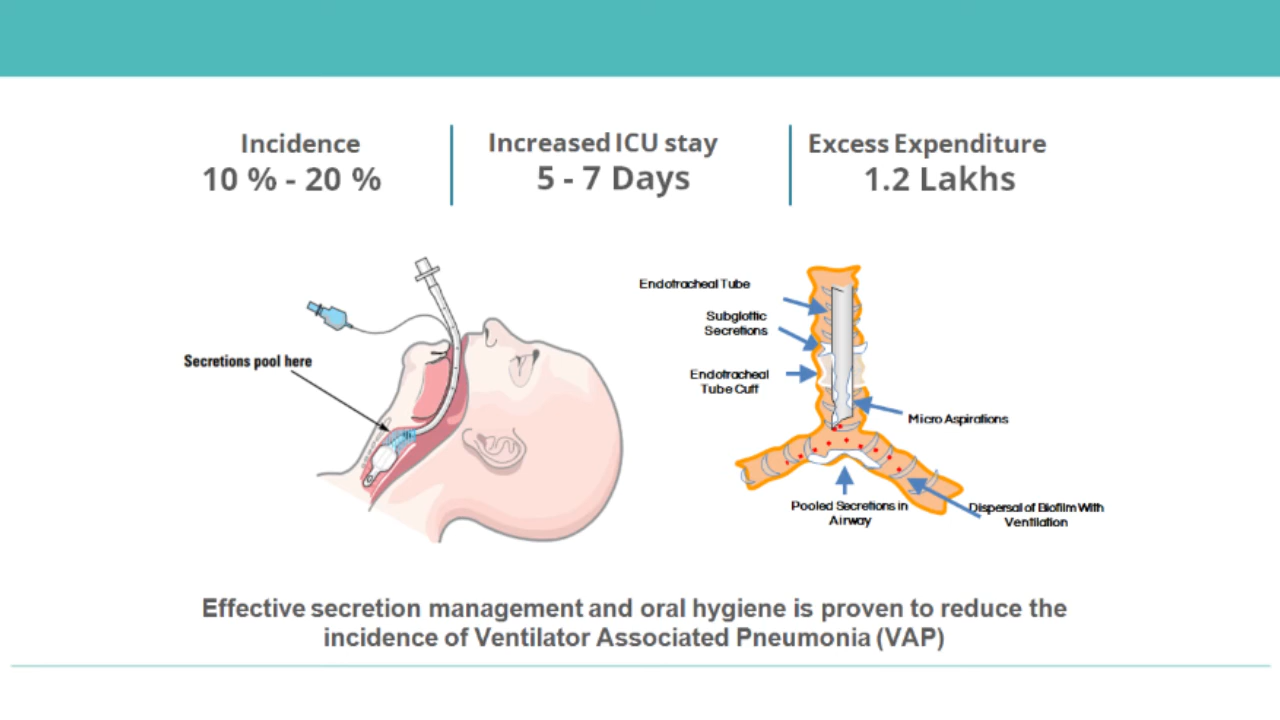 Incidence
10 % - 20 %
Increased ICU stay
5 - 7 Days
Excess Expenditure
1.2 Lakhs
Secretions pool here
Endotracheal Tube
Subglottic
Secretions
Endotracheal
Tube Cuff
Micro Aspirations
Pooled Secretions in
Airway
Dispersal of Biofilm With
Ventilation
Effective secretion management and oral hygiene is proven to reduce the
incidence of Ventilator Associated Pneumonia (VAP)